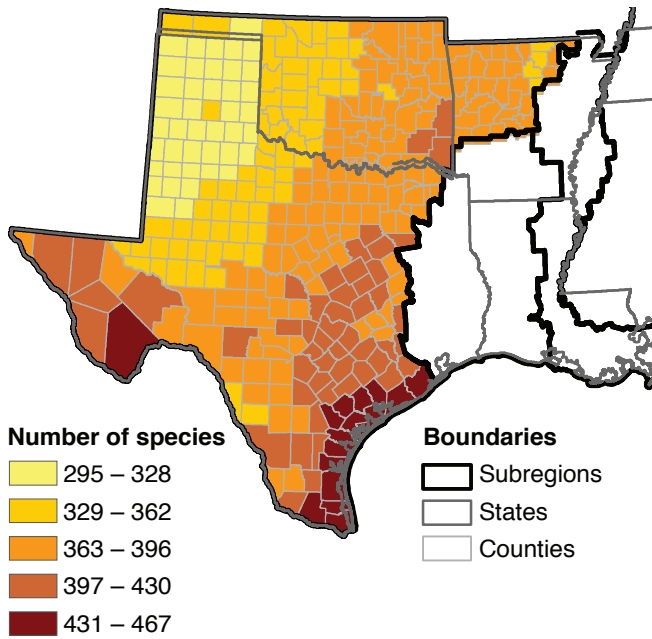 Number of species
295 – 328
329 – 362
363 – 396
397 – 430
431 – 467
Boundaries
Subregions
States
Counties